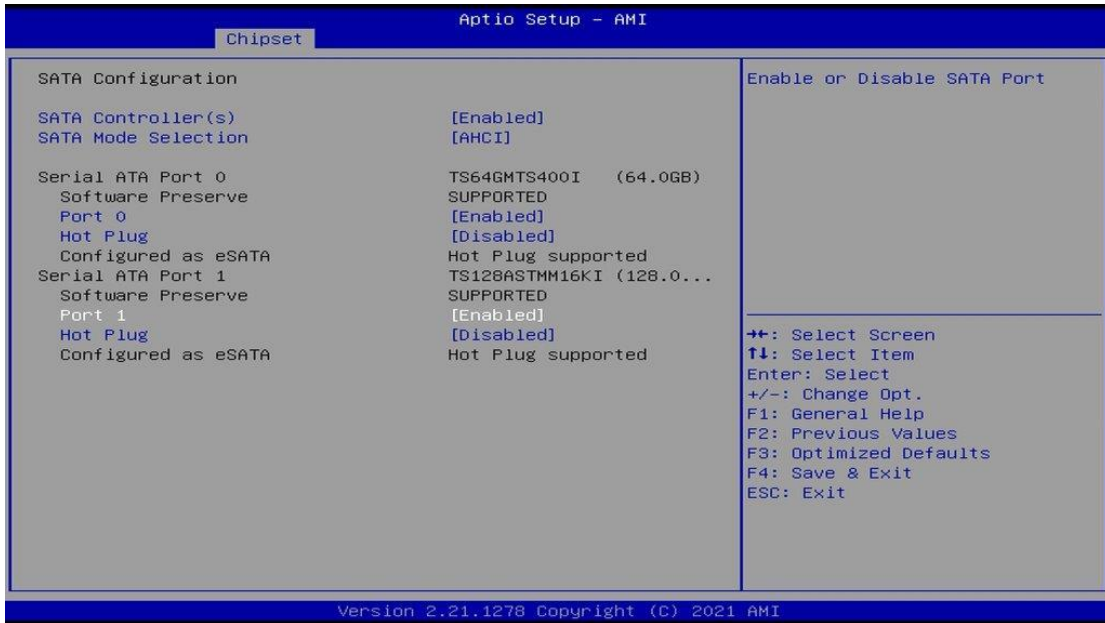 Aptio Setup – AMI
Chipset
SATA Configuration
SATA Controller(s) [Enabled]
SATA Mode Selection [AHCI]
Serial ATA Port 0 TS64GMTS400I (64.0GB)
Software Preserve SUPPORTED
Port 0 [Enabled]
Hot Plug [Disabled]
Configured as eSATA Hot Plug supported
Serial ATA Port 1 TS128ASTMM16KI (128.0...
Software Preserve SUPPORTED
Port 1 [Enabled]
Hot Plug [Disabled]
Configured as eSATA Hot Plug supported
Enable or Disable SATA Port
→←: Select Screen
↑↓: Select Item
Enter: Select
+/-: Change Opt.
F1: General Help
F2: Previous Values
F3: Optimized Defaults
F4: Save & Exit
ESC: Exit
Version 2.21.1278 Copyright (C) 2021 AMI